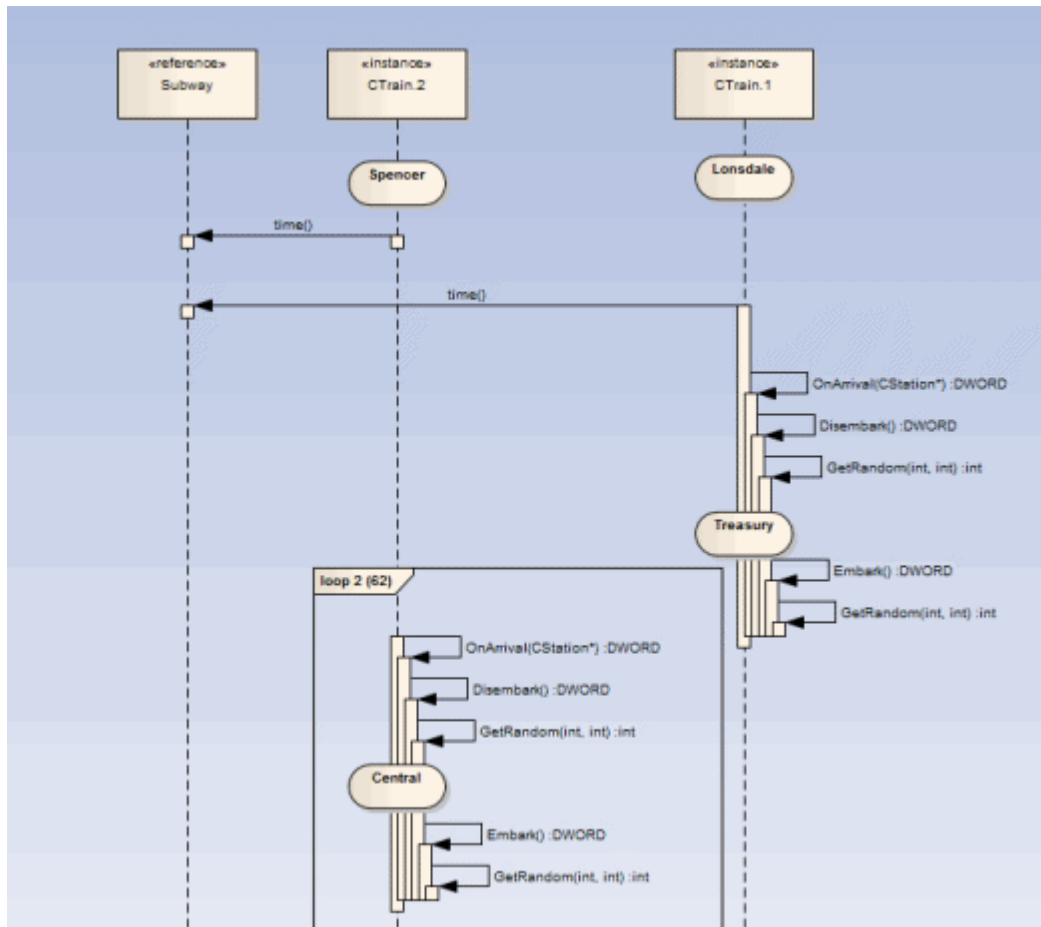 «reference»
Subway
«instance»
CTrain.2
«instance»
CTrain.1
Spencer
Lonsdale
time()
time()
OnArrival(CStation*) :DWORD
Disembark() :DWORD
GetRandom(int, int) :int
Treasury
Embark() :DWORD
GetRandom(int, int) :int
loop 2 (62)
OnArrival(CStation*) :DWORD
Disembark() :DWORD
GetRandom(int, int) :int
Central
Embark() :DWORD
GetRandom(int, int) :int